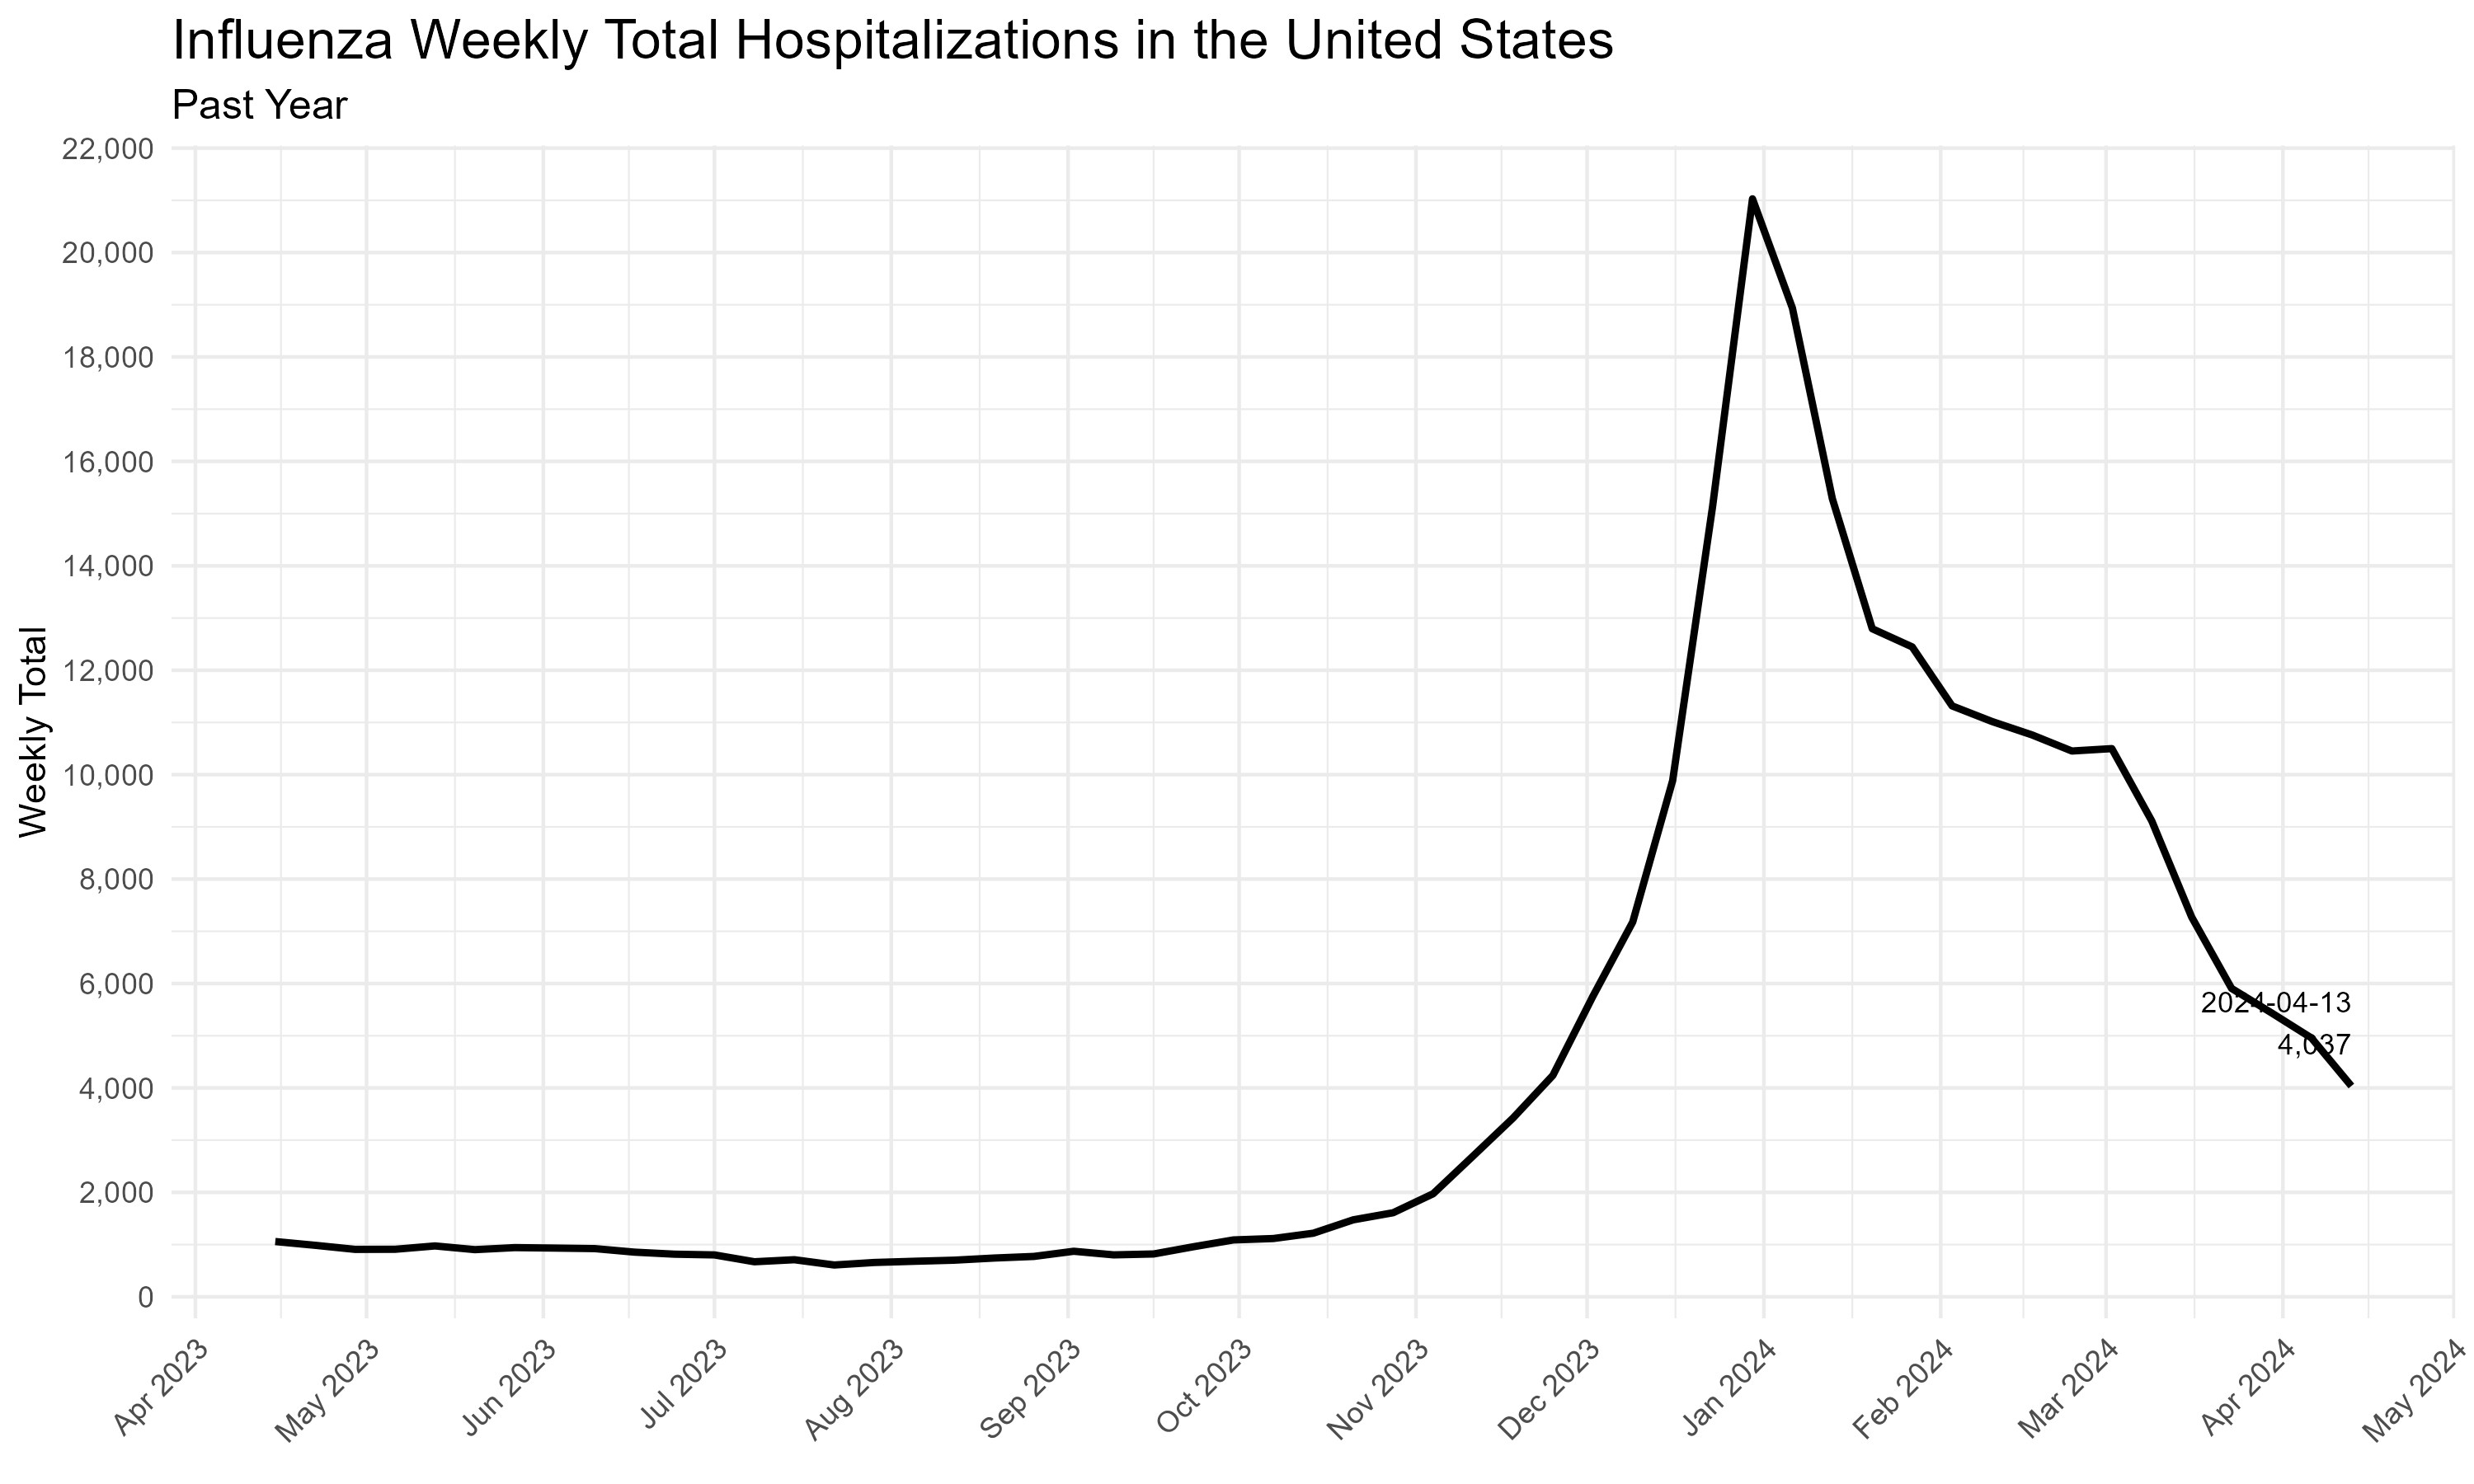 Influenza Weekly Total Hospitalizations in the United States
Past Year
Weekly Total
22,000
20,000
18,000
16,000
14,000
12,000
10,000
8,000
6,000
4,000
2,000
0
2024-04-13
4,037
Apr 2023
May 2023
Jun 2023
Jul 2023
Aug 2023
Sep 2023
Oct 2023
Nov 2023
Dec 2023
Jan 2024
Feb 2024
Mar 2024
Apr 2024
May 2024